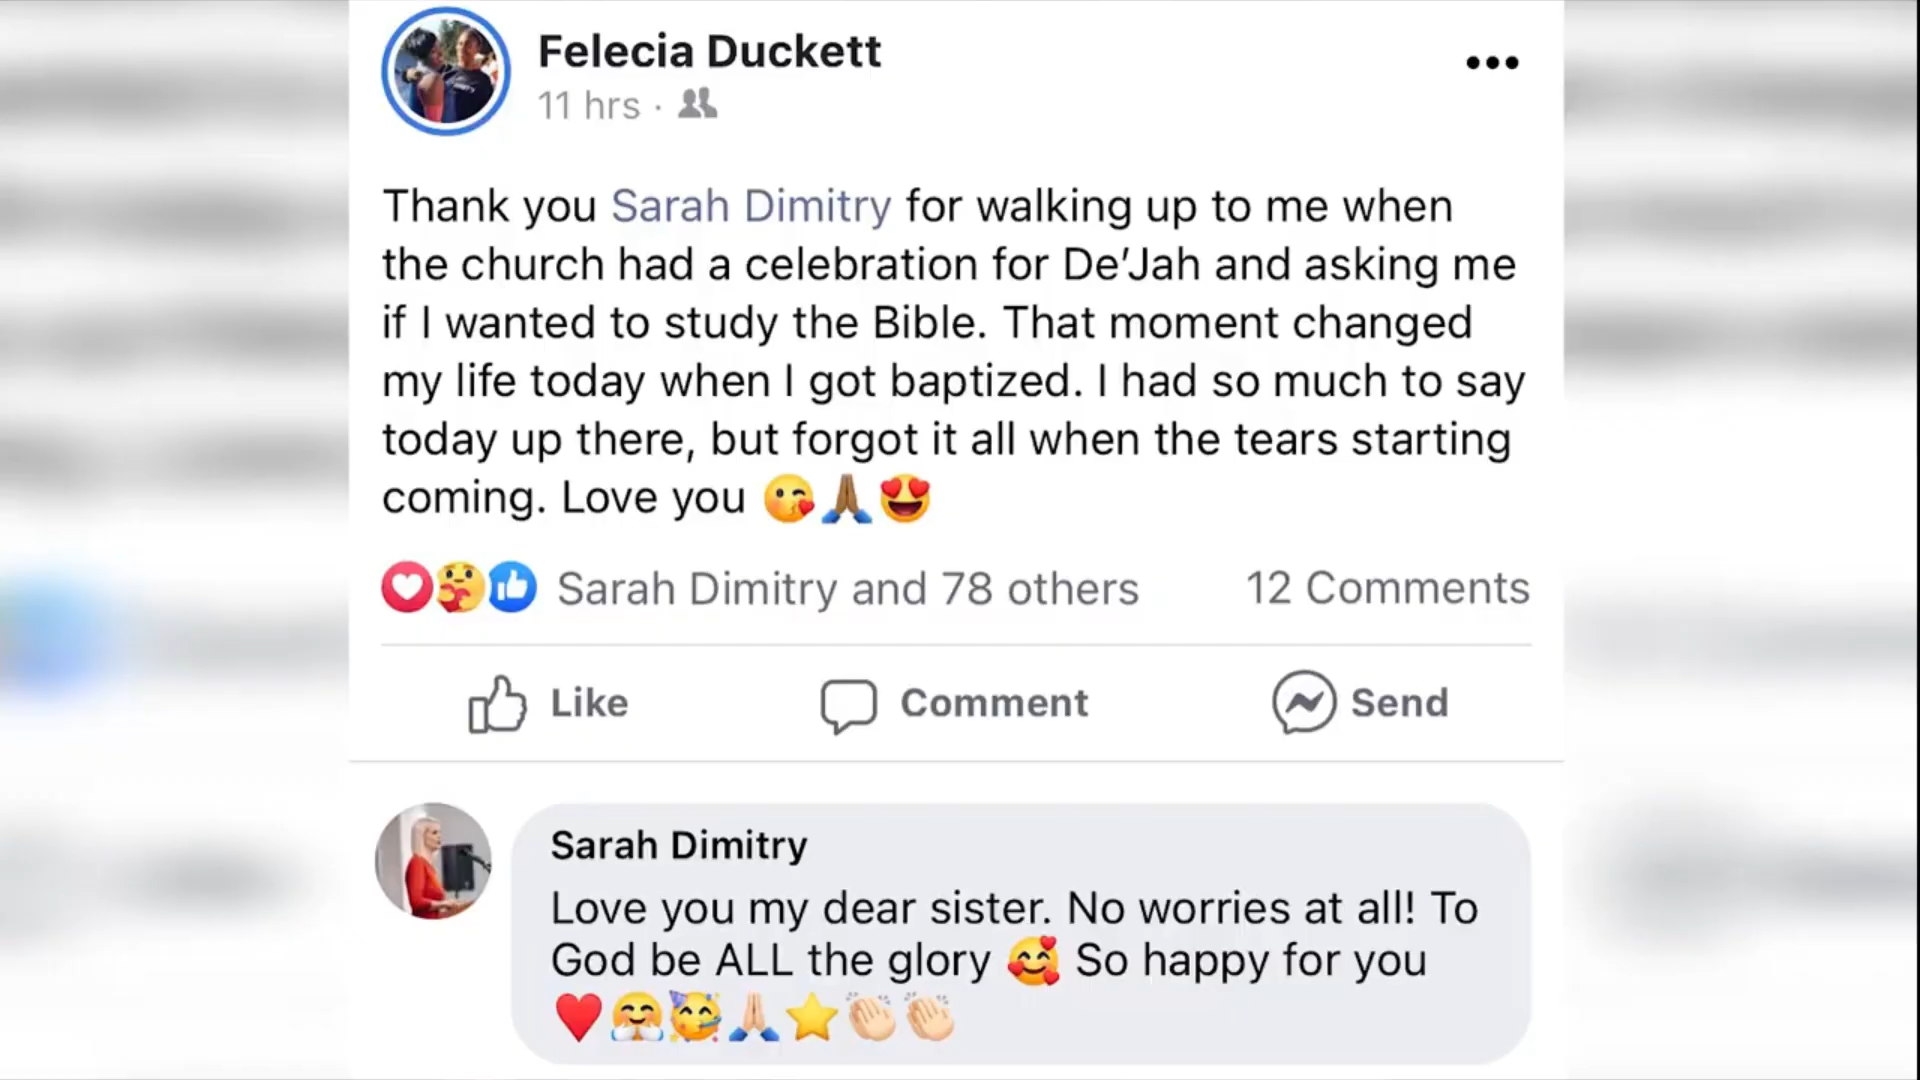 Felecia Duckett
11 hrs ·
Thank you Sarah Dimitry for walking up to me when
the church had a celebration for De’Jah and asking me
if I wanted to study the Bible. That moment changed
my life today when I got baptized. I had so much to say
today up there, but forgot it all when the tears starting
coming. Love you 😘🙏🏾😍
Sarah Dimitry and 78 others 12 Comments
Like Comment Send
Sarah Dimitry
Love you my dear sister. No worries at all! To
God be ALL the glory 🥰 So happy for you
❤️🤗🥳🙏🏻⭐👏🏻👏🏻